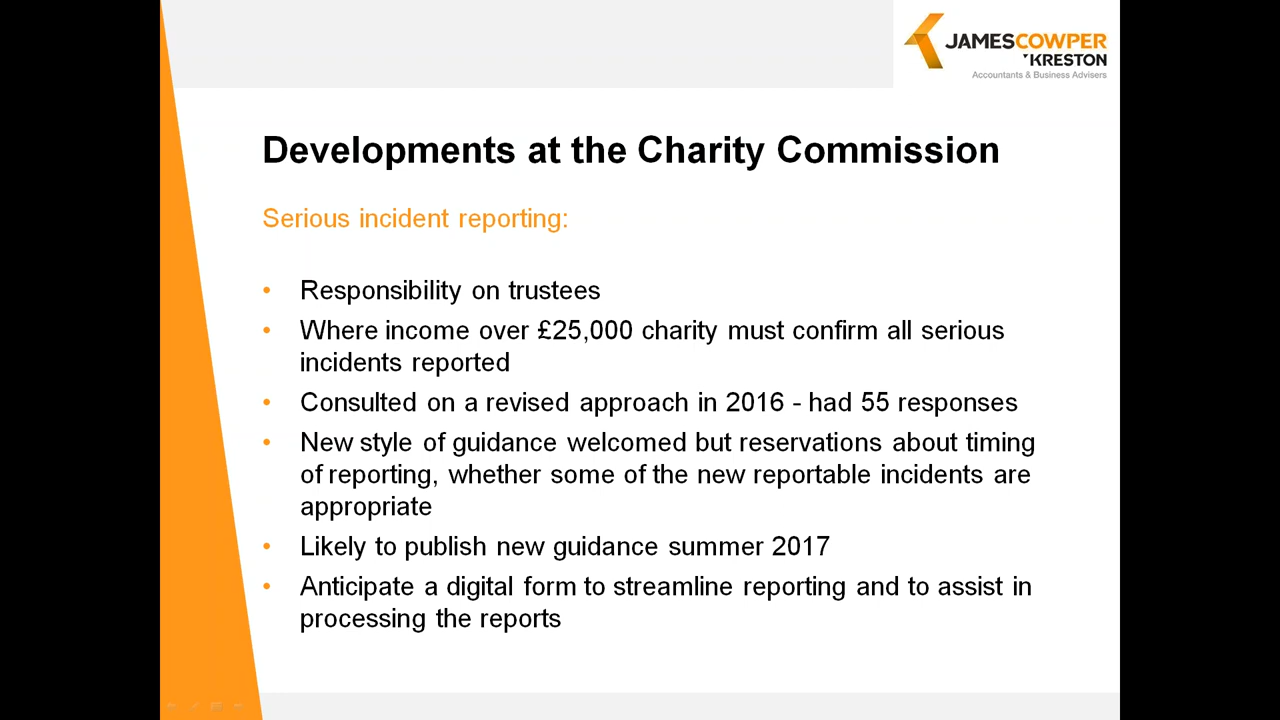 JAMESCOWPER
KRESTON
Accountants & Business Advisers
Developments at the Charity Commission
Serious incident reporting:
• Responsibility on trustees
• Where income over £25,000 charity must confirm all serious
incidents reported
• Consulted on a revised approach in 2016 - had 55 responses
• New style of guidance welcomed but reservations about timing
of reporting, whether some of the new reportable incidents are
appropriate
• Likely to publish new guidance summer 2017
• Anticipate a digital form to streamline reporting and to assist in
processing the reports